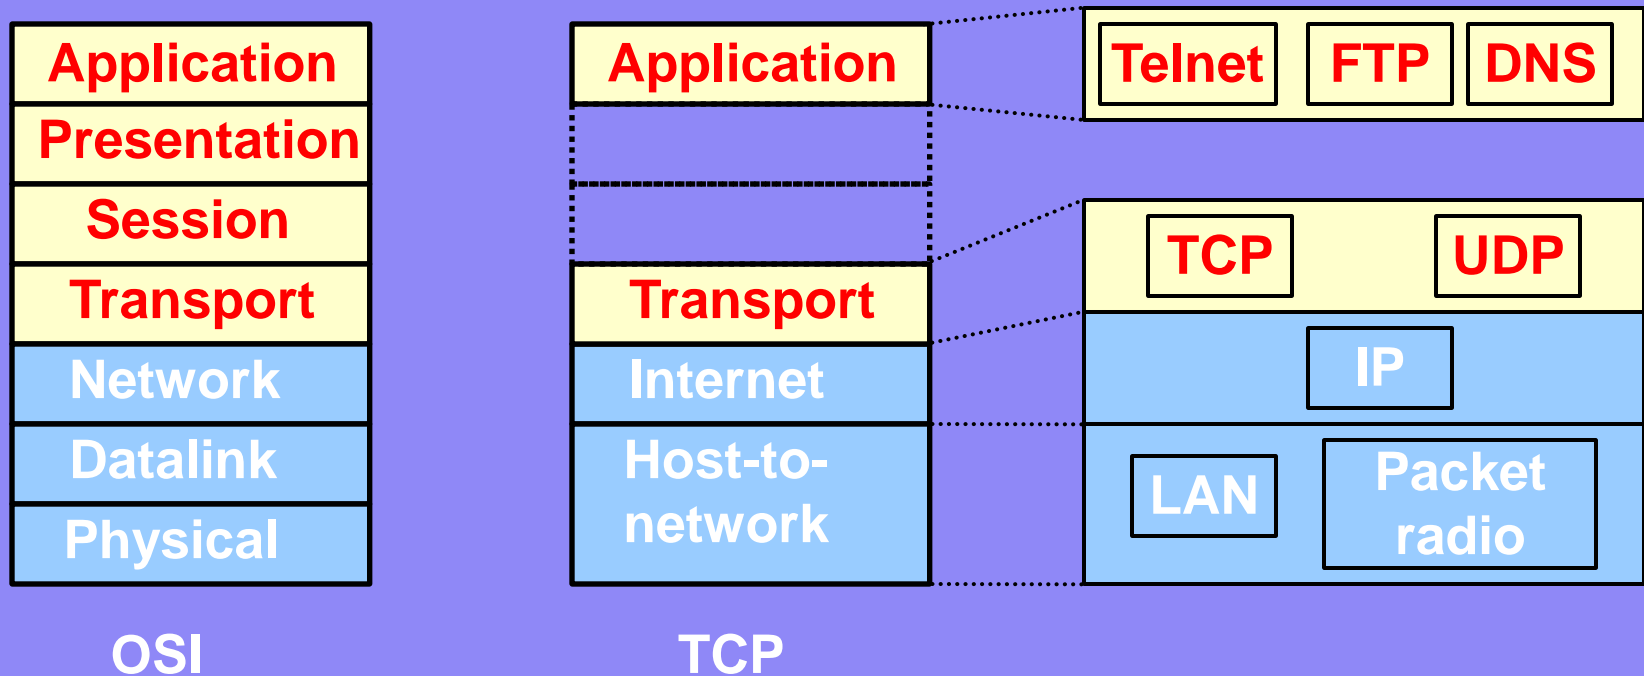 Application
Presentation
Session
Transport
Network
Datalink
Physical
OSI
Application
Transport
Internet
Host-to-
network
TCP
Telnet FTP DNS
TCP UDP
IP
LAN
Packet
radio